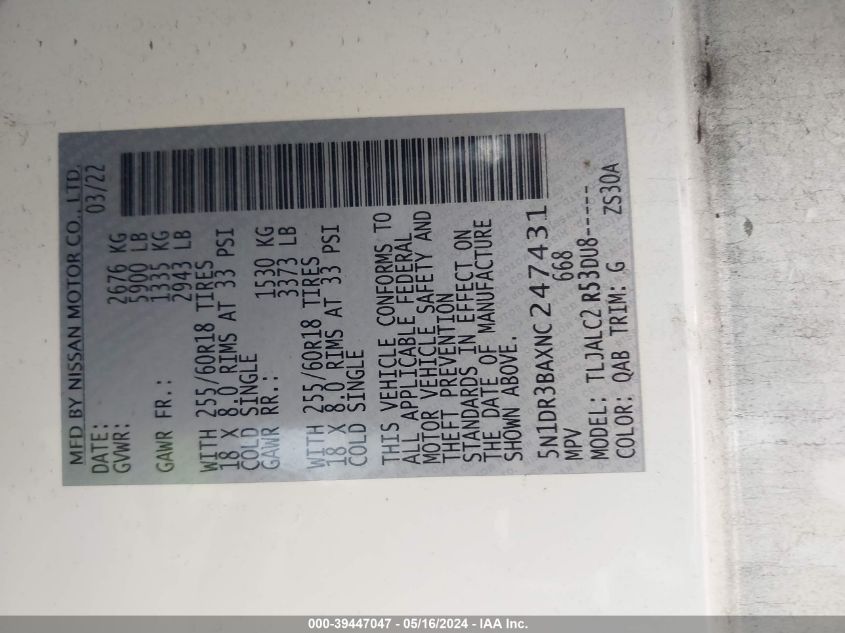 MFD BY NISSAN MOTOR CO., LTD.
DATE: 03/22
GVWR: 2676 KG
5900 LB
GAWR FR.: 1335 KG
2943 LB
WITH 255/60R18 TIRES
18 X 8.0 RIMS AT 33 PSI
COLD SINGLE
GAWR RR.: 1530 KG
3373 LB
WITH 255/60R18 TIRES
18 X 8.0 RIMS AT 33 PSI
COLD SINGLE
THIS VEHICLE CONFORMS TO
ALL APPLICABLE FEDERAL
MOTOR VEHICLE SAFETY AND
THEFT PREVENTION
STANDARDS IN EFFECT ON
THE DATE OF MANUFACTURE
SHOWN ABOVE.
5N1DR3BAXNC247431
MPV 668
MODEL: TLJALC2 R53DU8-----
COLOR: QAB TRIM: G ZS30A
000-39447047 - 05/16/2024 - IAA Inc.